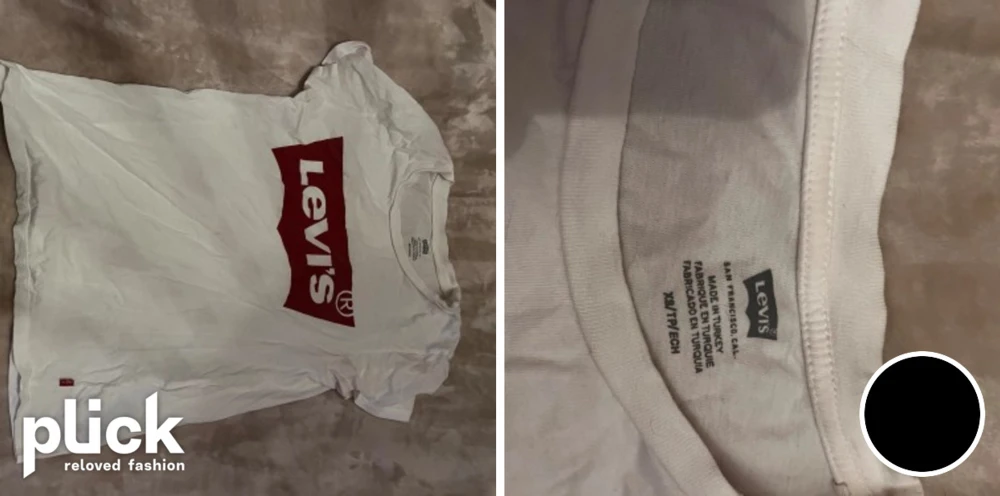 LEVI'S®
plick
reloved fashion
LEVI'S
SAN FRANCISCO, CAL.
MADE IN TURKEY
FABRIQUE EN TURQUIE
FABRICADO EN TURQUIA
XS/TP/ECH